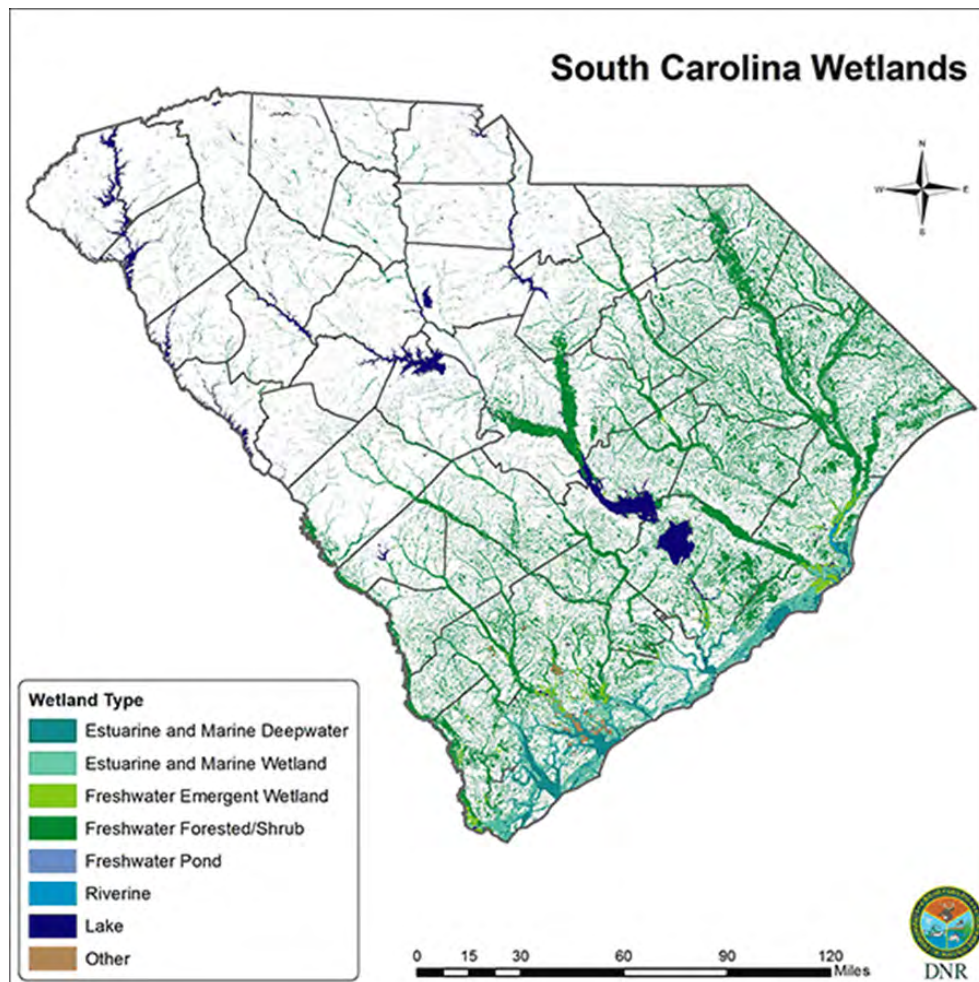 South Carolina Wetlands
N
W E
S
Wetland Type
Estuarine and Marine Deepwater
Estuarine and Marine Wetland
Freshwater Emergent Wetland
Freshwater Forested/Shrub
Freshwater Pond
Riverine
Lake
Other
0 15 30 60 90 120
Miles
DNR